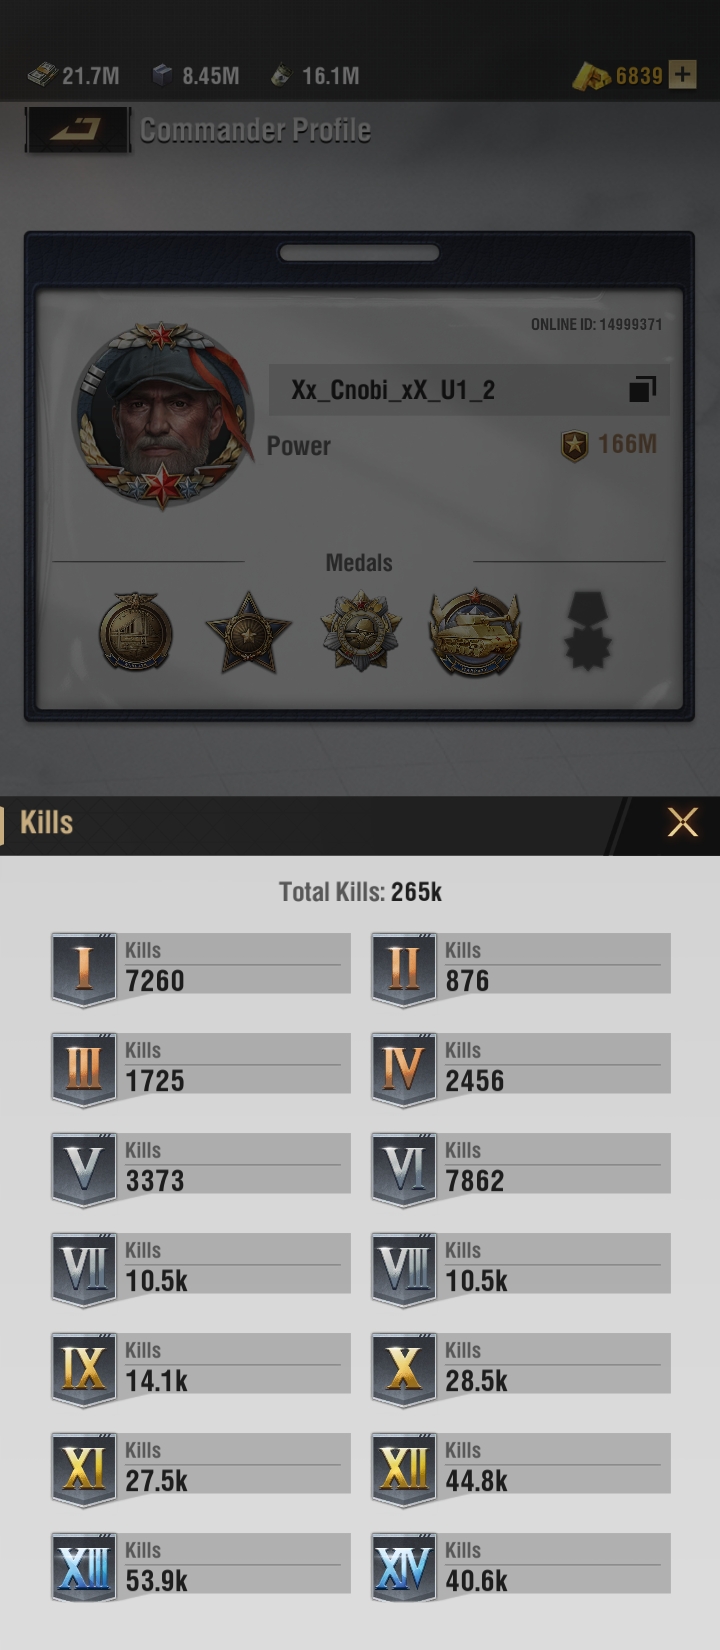 21.7M 8.45M 16.1M 6839
Commander Profile
ONLINE ID: 14999371
Xx_Cnobi_xX_U1_2
Power 166M
Medals
Kills
Total Kills: 265k
I Kills 7260
II Kills 876
III Kills 1725
IV Kills 2456
V Kills 3373
VI Kills 7862
VII Kills 10.5k
VIII Kills 10.5k
IX Kills 14.1k
X Kills 28.5k
XI Kills 27.5k
XII Kills 44.8k
XIII Kills 53.9k
XIV Kills 40.6k